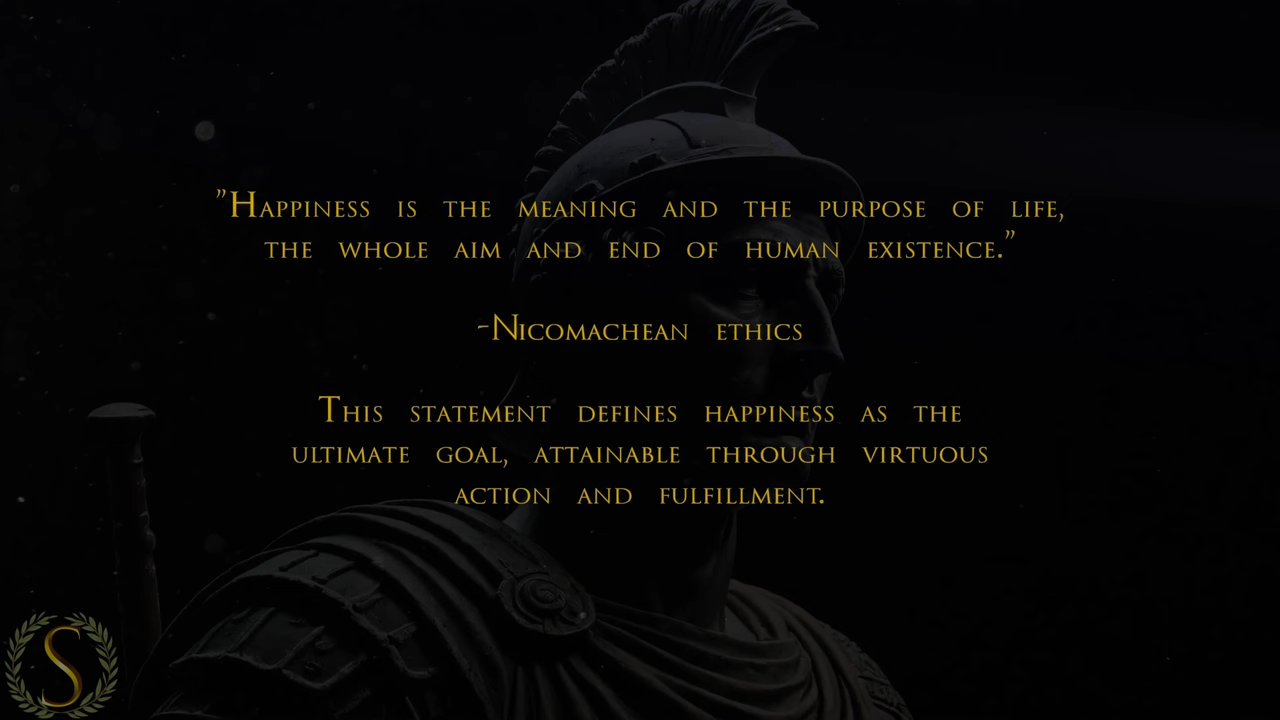 ”Happiness is the meaning and the purpose of life,
the whole aim and end of human existence.”
-Nicomachean ethics
This statement defines happiness as the
ultimate goal, attainable through virtuous
action and fulfillment.
S